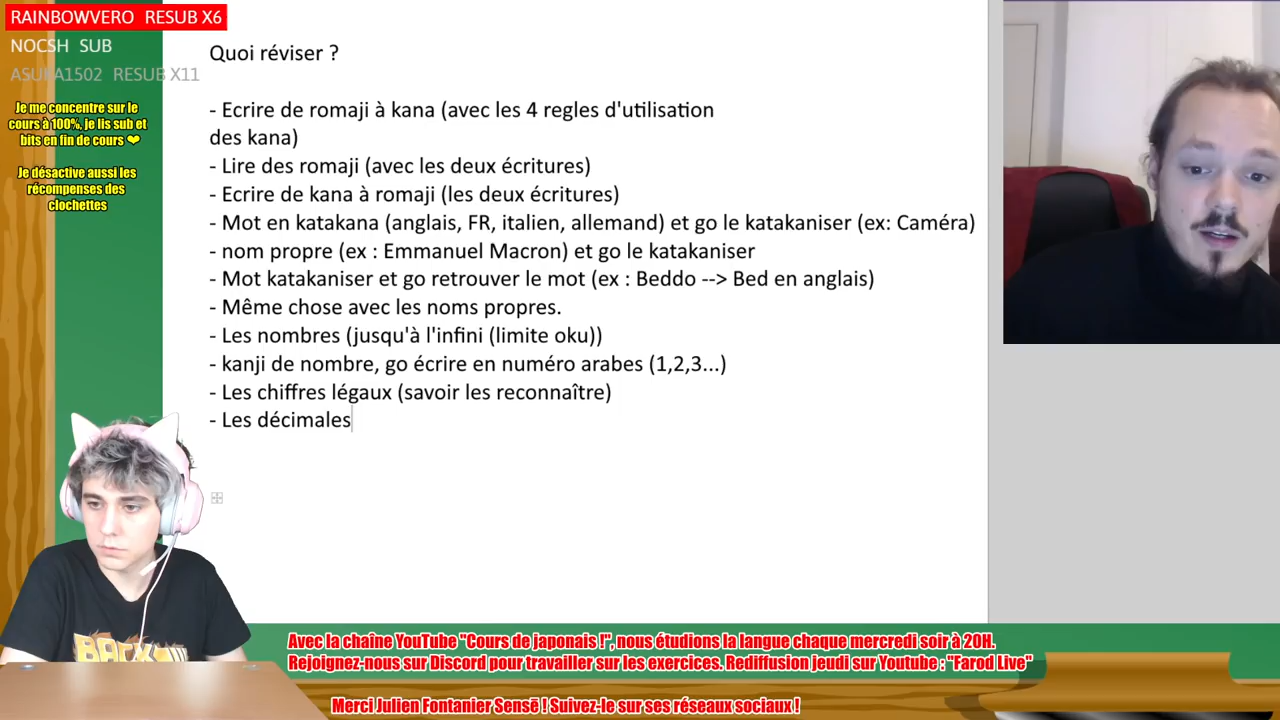 RAINBOWVERO RESUB X6
NOCSH SUB
ASUKA1502 RESUB X11
Je me concentre sur le
cours à 100%, je lis sub et
bits en fin de cours ❤
Je désactive aussi les
récompenses des
clochettes
Quoi réviser ?
- Ecrire de romaji à kana (avec les 4 regles d'utilisation
des kana)
- Lire des romaji (avec les deux écritures)
- Ecrire de kana à romaji (les deux écritures)
- Mot en katakana (anglais, FR, italien, allemand) et go le katakaniser (ex: Caméra)
- nom propre (ex : Emmanuel Macron) et go le katakaniser
- Mot katakaniser et go retrouver le mot (ex : Beddo --> Bed en anglais)
- Même chose avec les noms propres.
- Les nombres (jusqu'à l'infini (limite oku))
- kanji de nombre, go écrire en numéro arabes (1,2,3...)
- Les chiffres légaux (savoir les reconnaître)
- Les décimales
Avec la chaîne YouTube "Cours de japonais !", nous étudions la langue chaque mercredi soir à 20H.
Rejoignez-nous sur Discord pour travailler sur les exercices. Rediffusion jeudi sur Youtube : "Farod Live"
Merci Julien Fontanier Sensē ! Suivez-le sur ses réseaux sociaux !